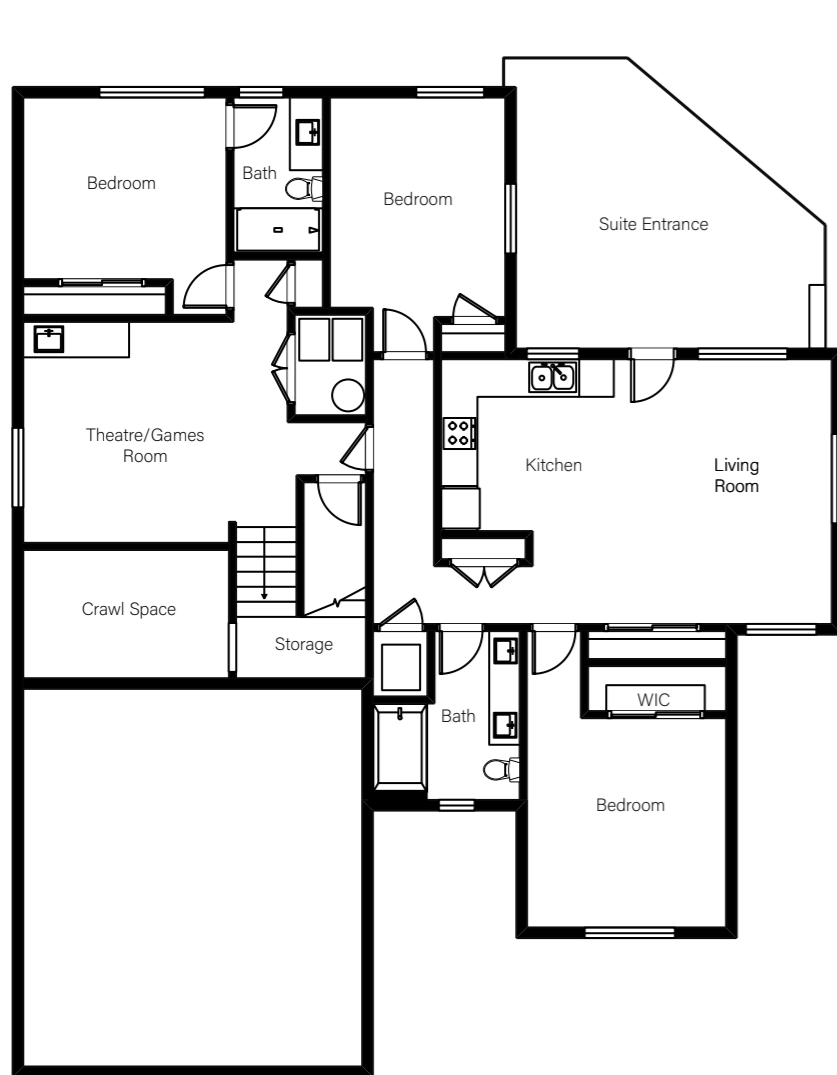 Bedroom
Bath
Bedroom
Suite Entrance
Theatre/Games
Room
Kitchen
Living
Room
Crawl Space
Storage
WIC
Bath
Bedroom